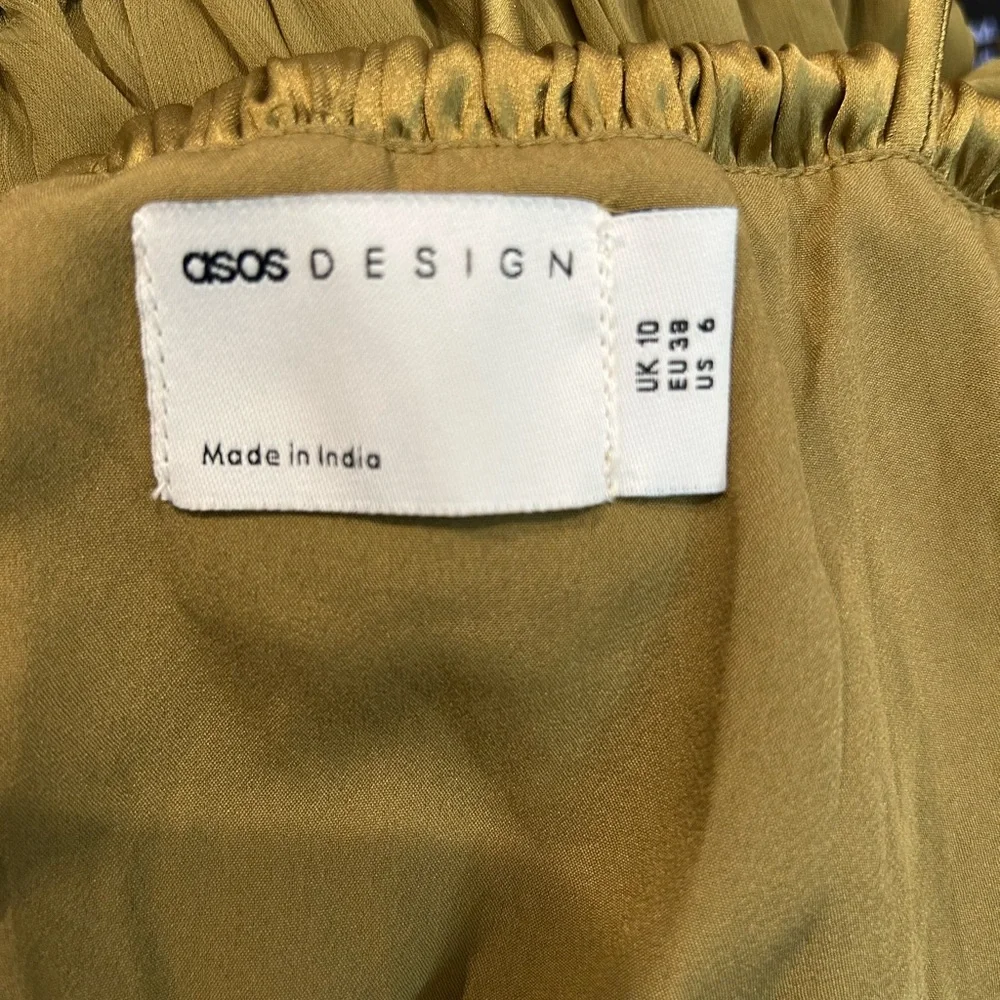 asos DESIGN
Made in India
UK 10
EU 38
US 6